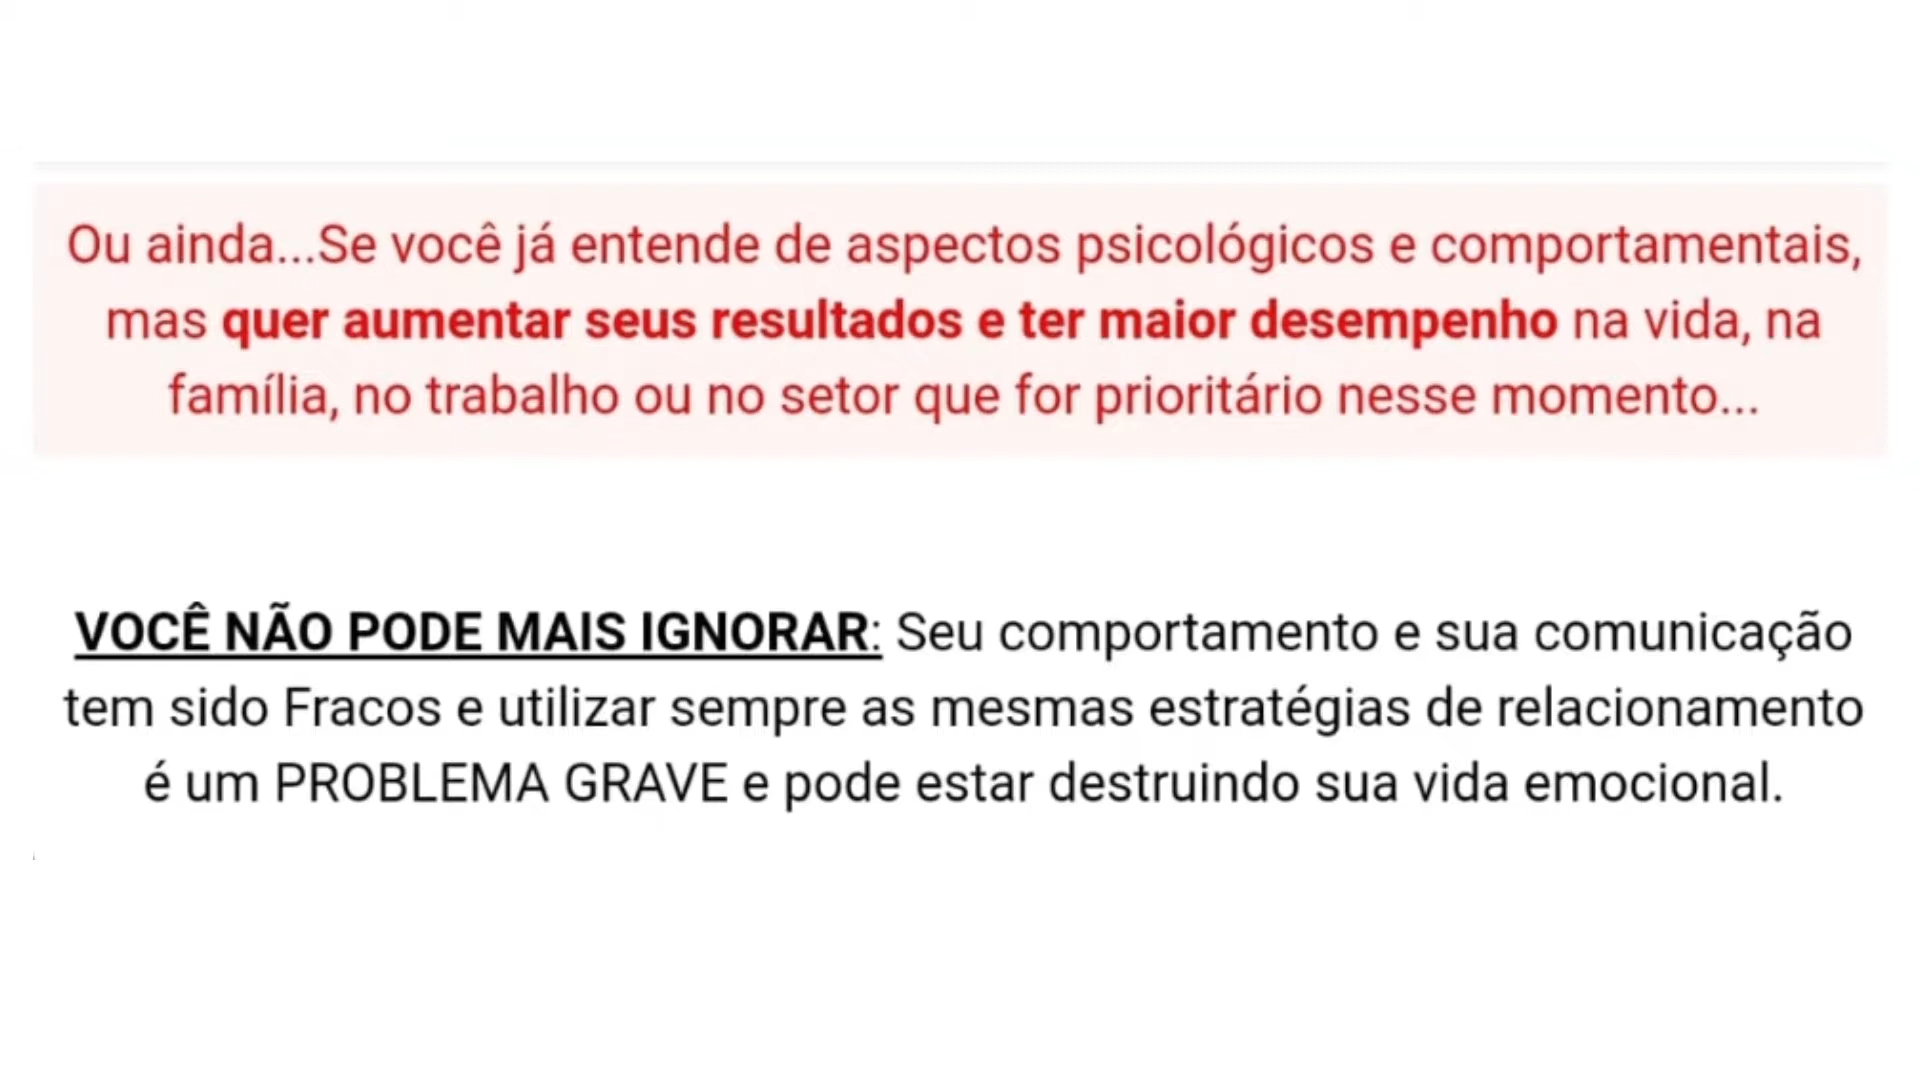 Ou ainda...Se você já entende de aspectos psicológicos e comportamentais,
mas quer aumentar seus resultados e ter maior desempenho na vida, na
família, no trabalho ou no setor que for prioritário nesse momento...
VOCÊ NÃO PODE MAIS IGNORAR: Seu comportamento e sua comunicação
tem sido Fracos e utilizar sempre as mesmas estratégias de relacionamento
é um PROBLEMA GRAVE e pode estar destruindo sua vida emocional.